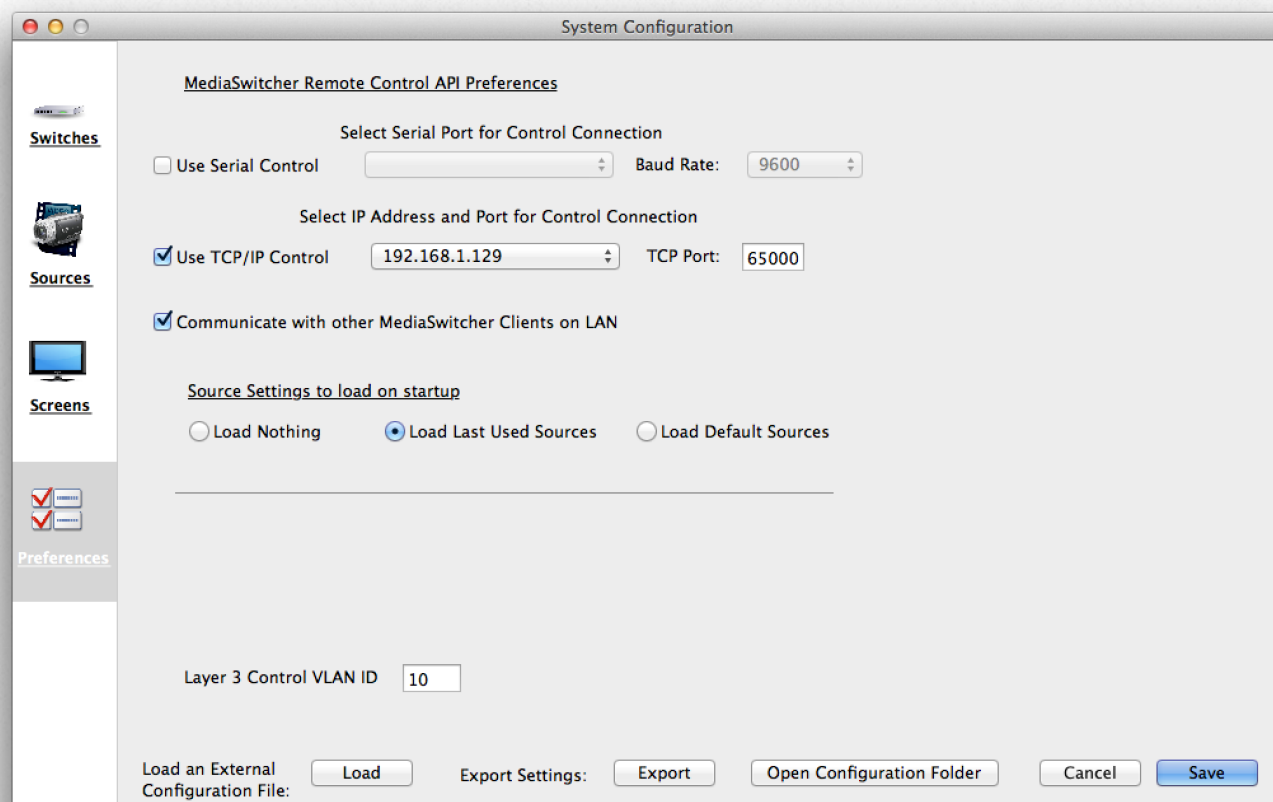 System Configuration
MediaSwitcher Remote Control API Preferences
Switches
Select Serial Port for Control Connection
Use Serial Control
Baud Rate:
9600
Select IP Address and Port for Control Connection
Use TCP/IP Control
192.168.1.129
TCP Port:
65000
Sources
Communicate with other MediaSwitcher Clients on LAN
Source Settings to load on startup
Screens
Load Nothing
Load Last Used Sources
Load Default Sources
Preferences
Layer 3 Control VLAN ID
10
Load an External
Configuration File:
Load
Export Settings:
Export
Open Configuration Folder
Cancel
Save